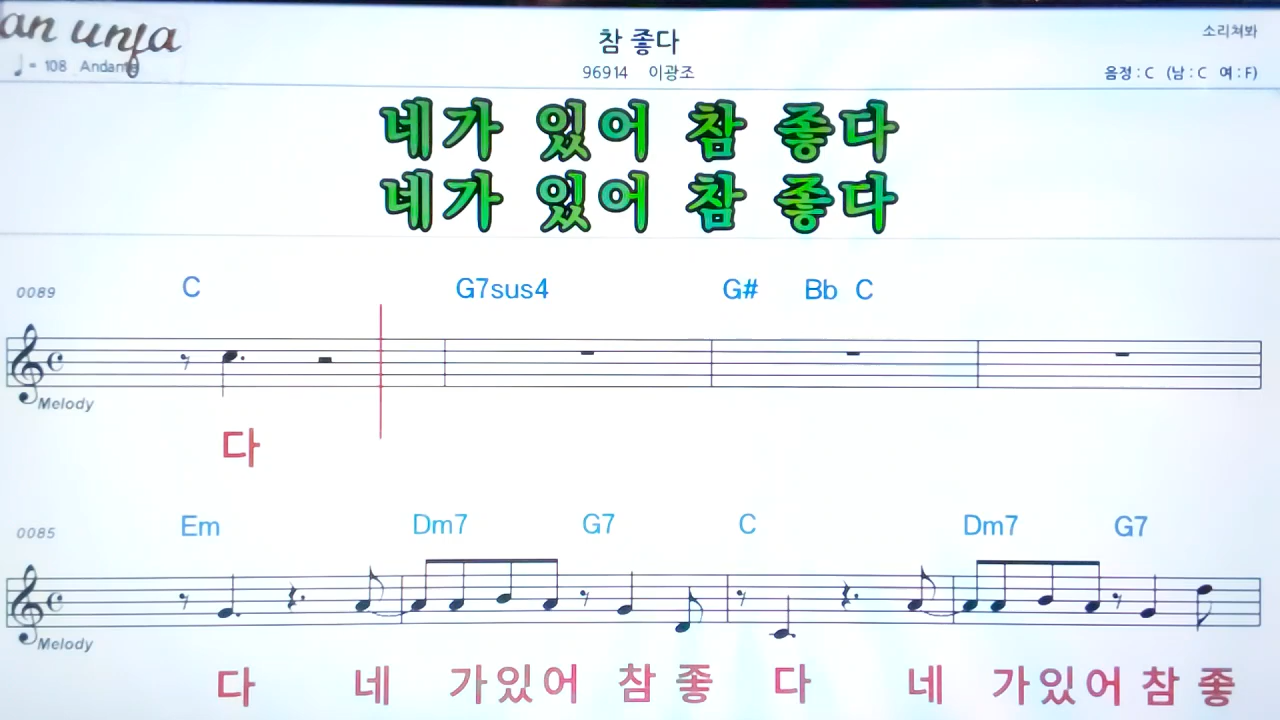 an unfa
참 좋다
소리쳐봐
♩= 108 Andante
96914 이광조
음정 : C (남 : C 여 : F)
네가 있어 참 좋다
네가 있어 참 좋다
0089 C G7sus4 G# Bb C
Melody
다
0085 Em Dm7 G7 C Dm7 G7
Melody
다 네 가있어 참 좋 다 네 가있어 참 좋